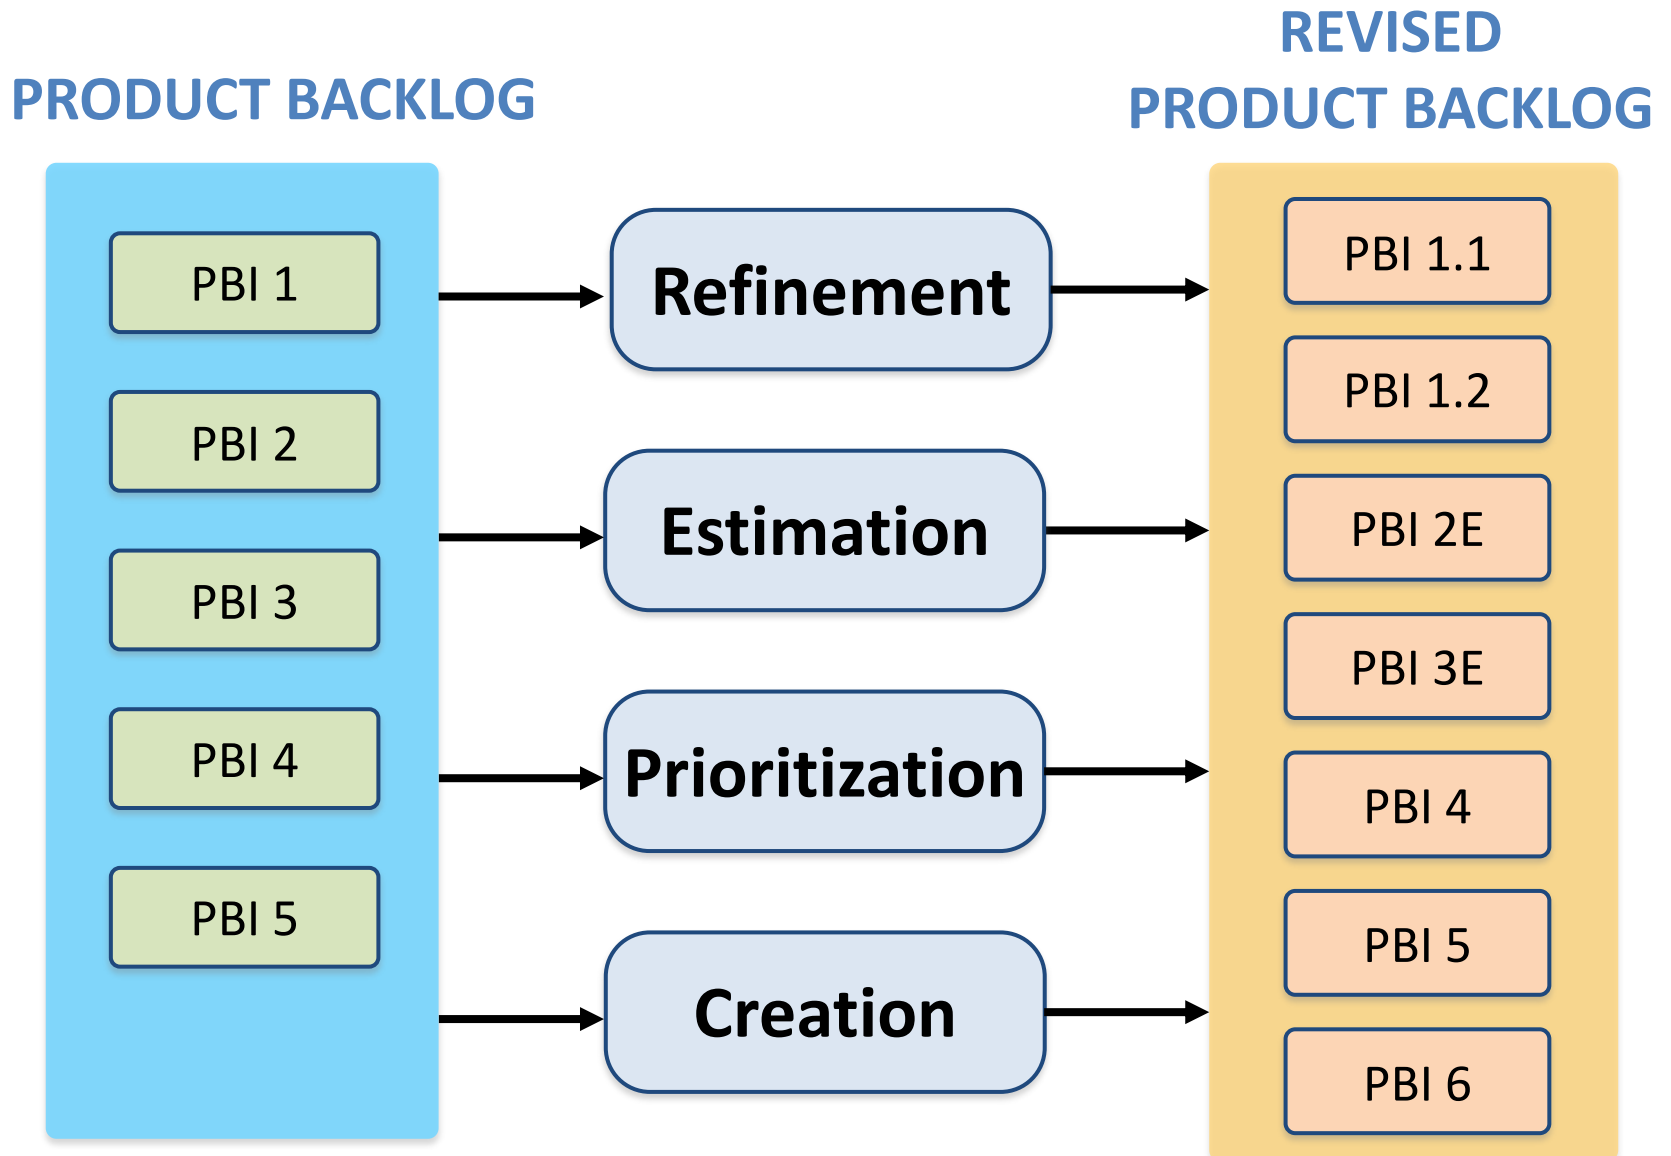 PRODUCT BACKLOG
PBI 1
PBI 2
PBI 3
PBI 4
PBI 5
Refinement
Estimation
Prioritization
Creation
REVISED
PRODUCT BACKLOG
PBI 1.1
PBI 1.2
PBI 2E
PBI 3E
PBI 4
PBI 5
PBI 6